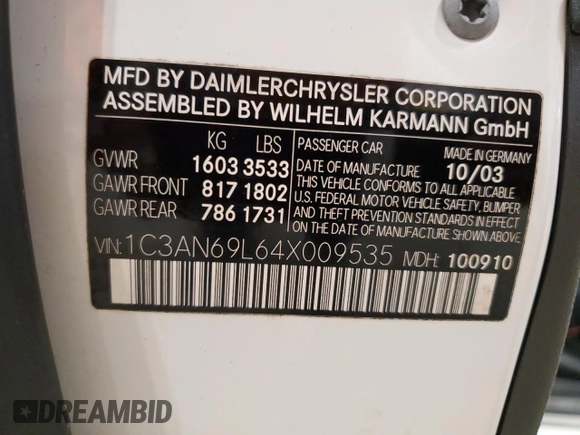 MFD BY DAIMLERCHRYSLER CORPORATION
ASSEMBLED BY WILHELM KARMANN GmbH
KG LBS
GVWR 1603 3533
GAWR FRONT 817 1802
GAWR REAR 786 1731
PASSENGER CAR MADE IN GERMANY
DATE OF MANUFACTURE 10/03
THIS VEHICLE CONFORMS TO ALL APPLICABLE
U.S. FEDERAL MOTOR VEHICLE SAFETY, BUMPER
AND THEFT PREVENTION STANDARDS IN
EFFECT ON THE DATE OF MANUFACTURE
SHOWN ABOVE.
VIN: 1C3AN69L64X009535 MDH: 100910
DREAMBID